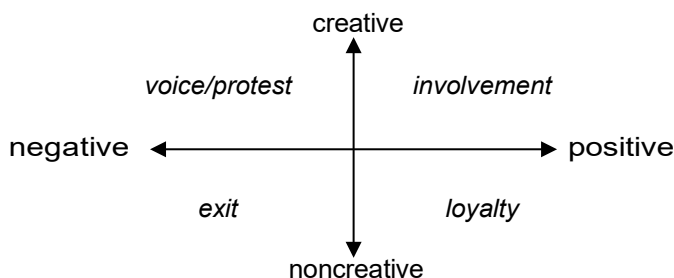 creative
voice/protest involvement
negative positive
exit loyalty
noncreative